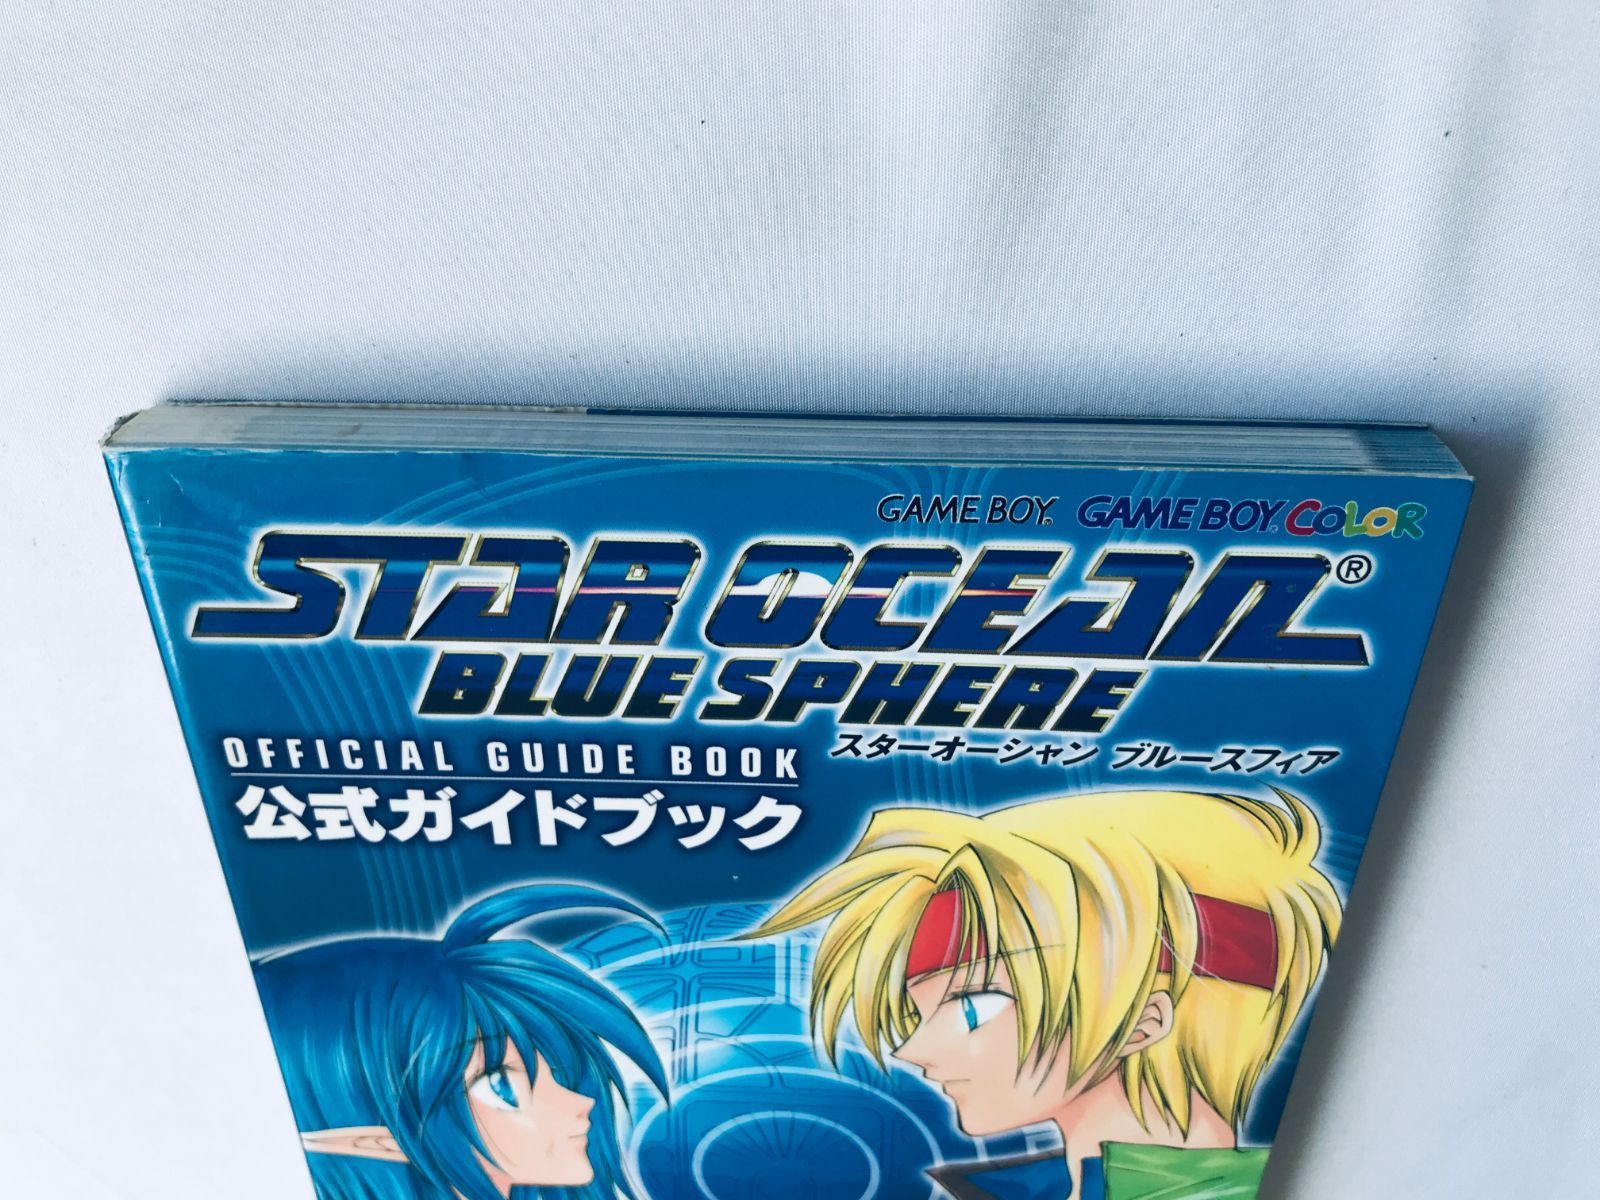 GAME BOY. GAME BOY. COLOR
STAR OCEAN®
BLUE SPHERE
スターオーシャン ブルースフィア
OFFICIAL GUIDE BOOK
公式ガイドブック